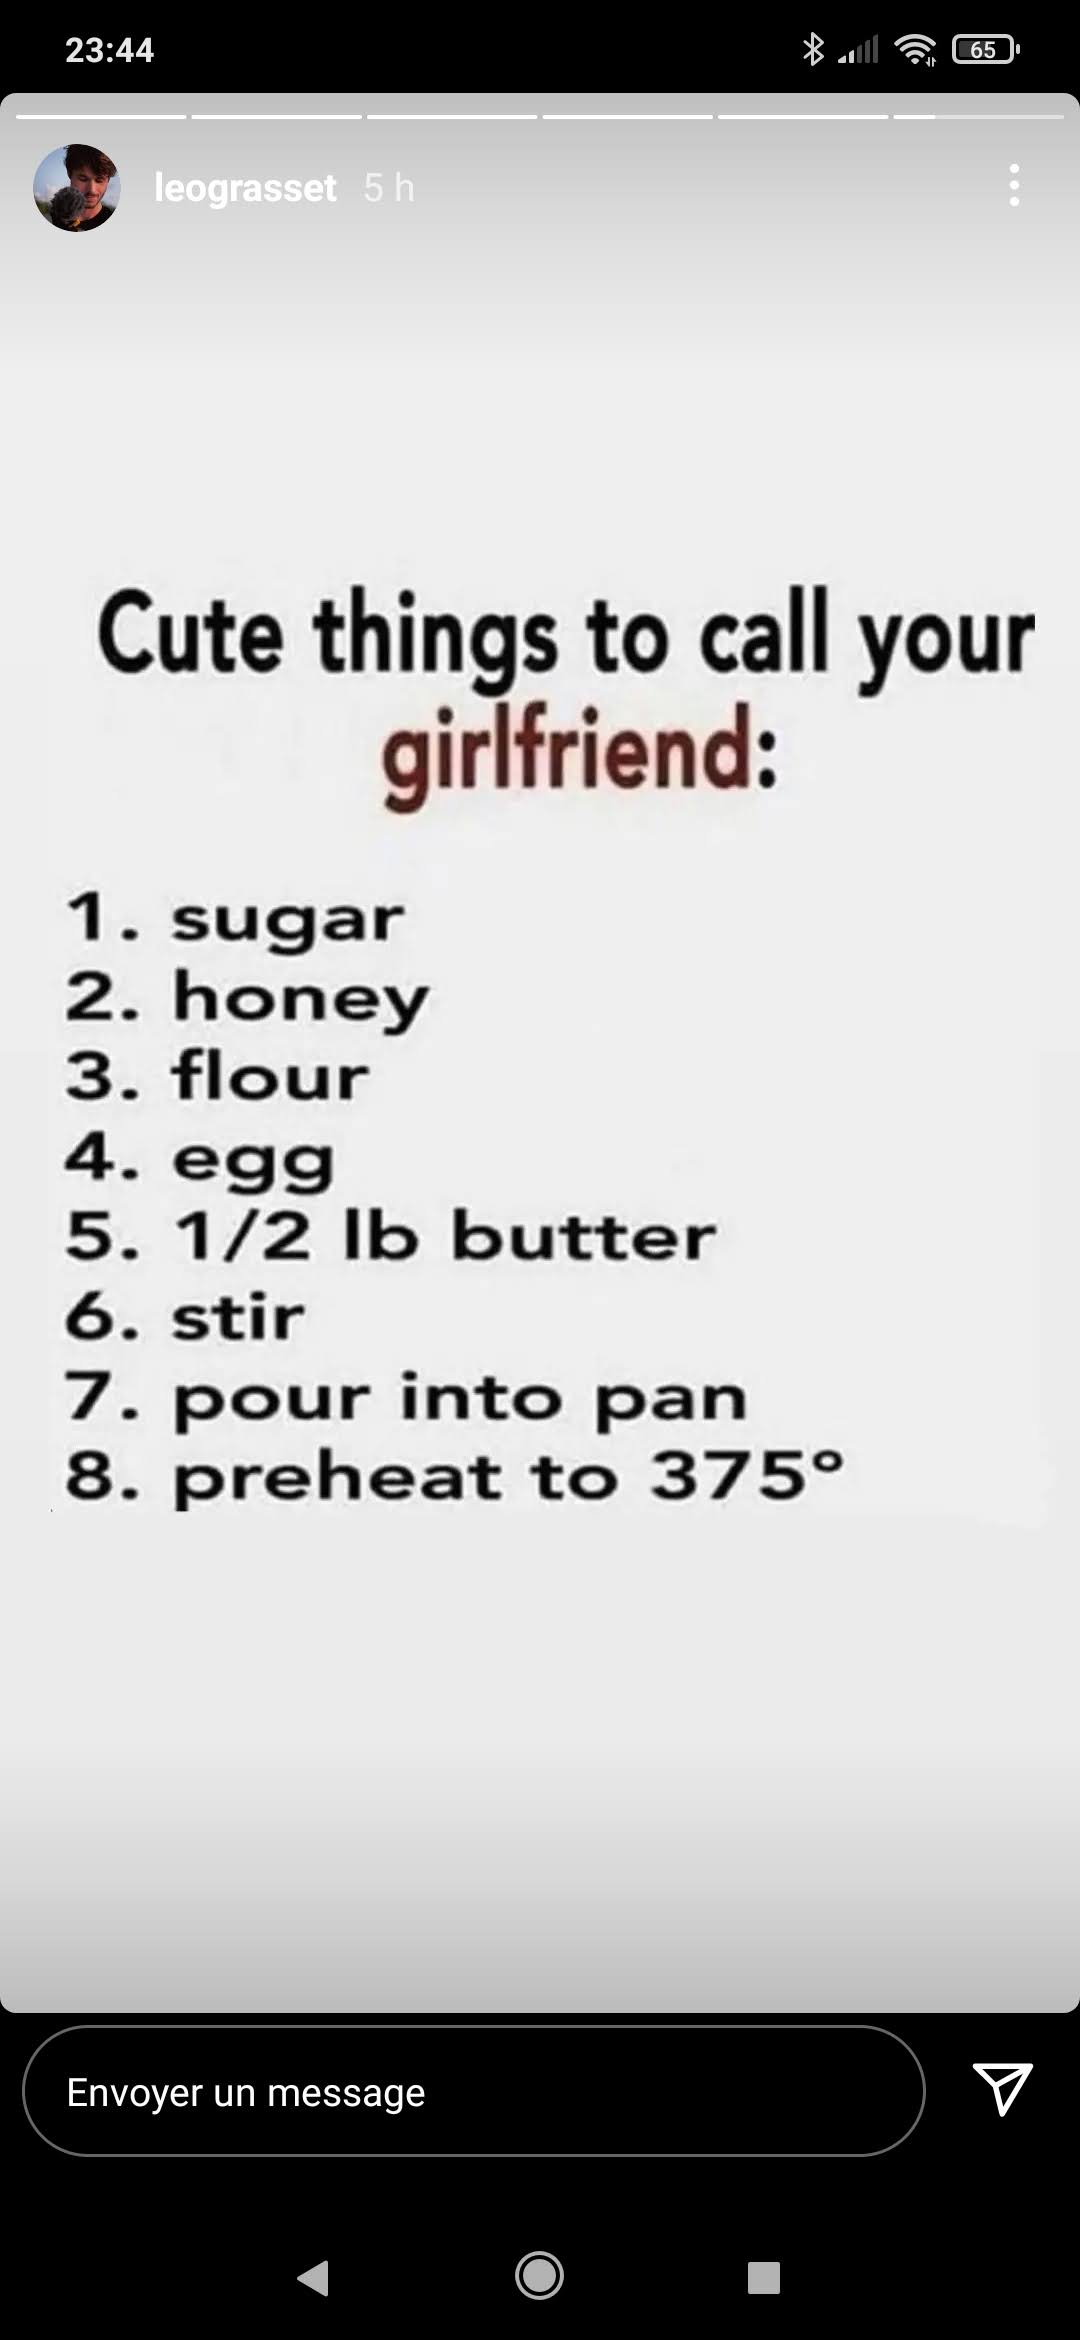 23:44
65
leograsset 5 h
Cute things to call your
girlfriend:
1. sugar
2. honey
3. flour
4. egg
5. 1/2 lb butter
6. stir
7. pour into pan
8. preheat to 375°
Envoyer un message